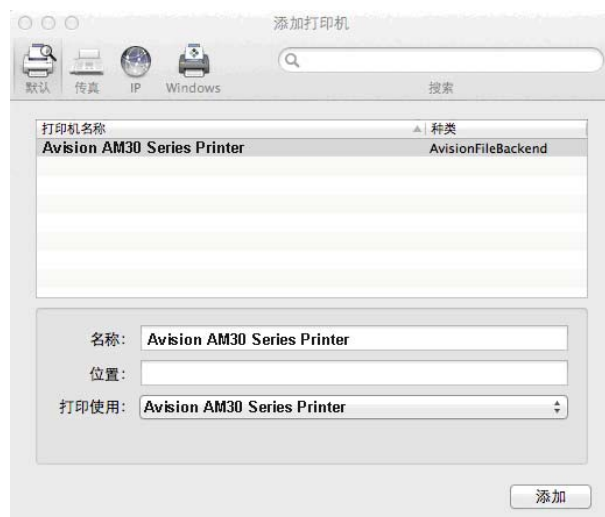 添加打印机
默认 传真 IP Windows 搜索
打印机名称 种类
Avision AM30 Series Printer AvisionFileBackend
名称: Avision AM30 Series Printer
位置:
打印使用: Avision AM30 Series Printer
添加